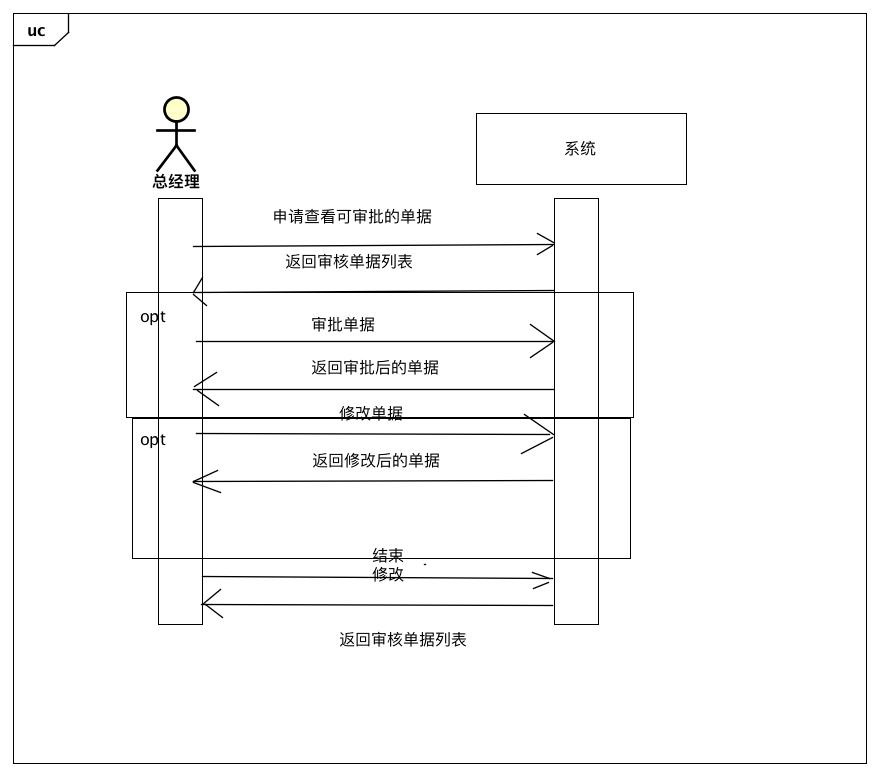 uc
总经理
系统
申请查看可审批的单据
返回审核单据列表
opt
审批单据
返回审批后的单据
修改单据
opt
返回修改后的单据
结束
修改
返回审核单据列表